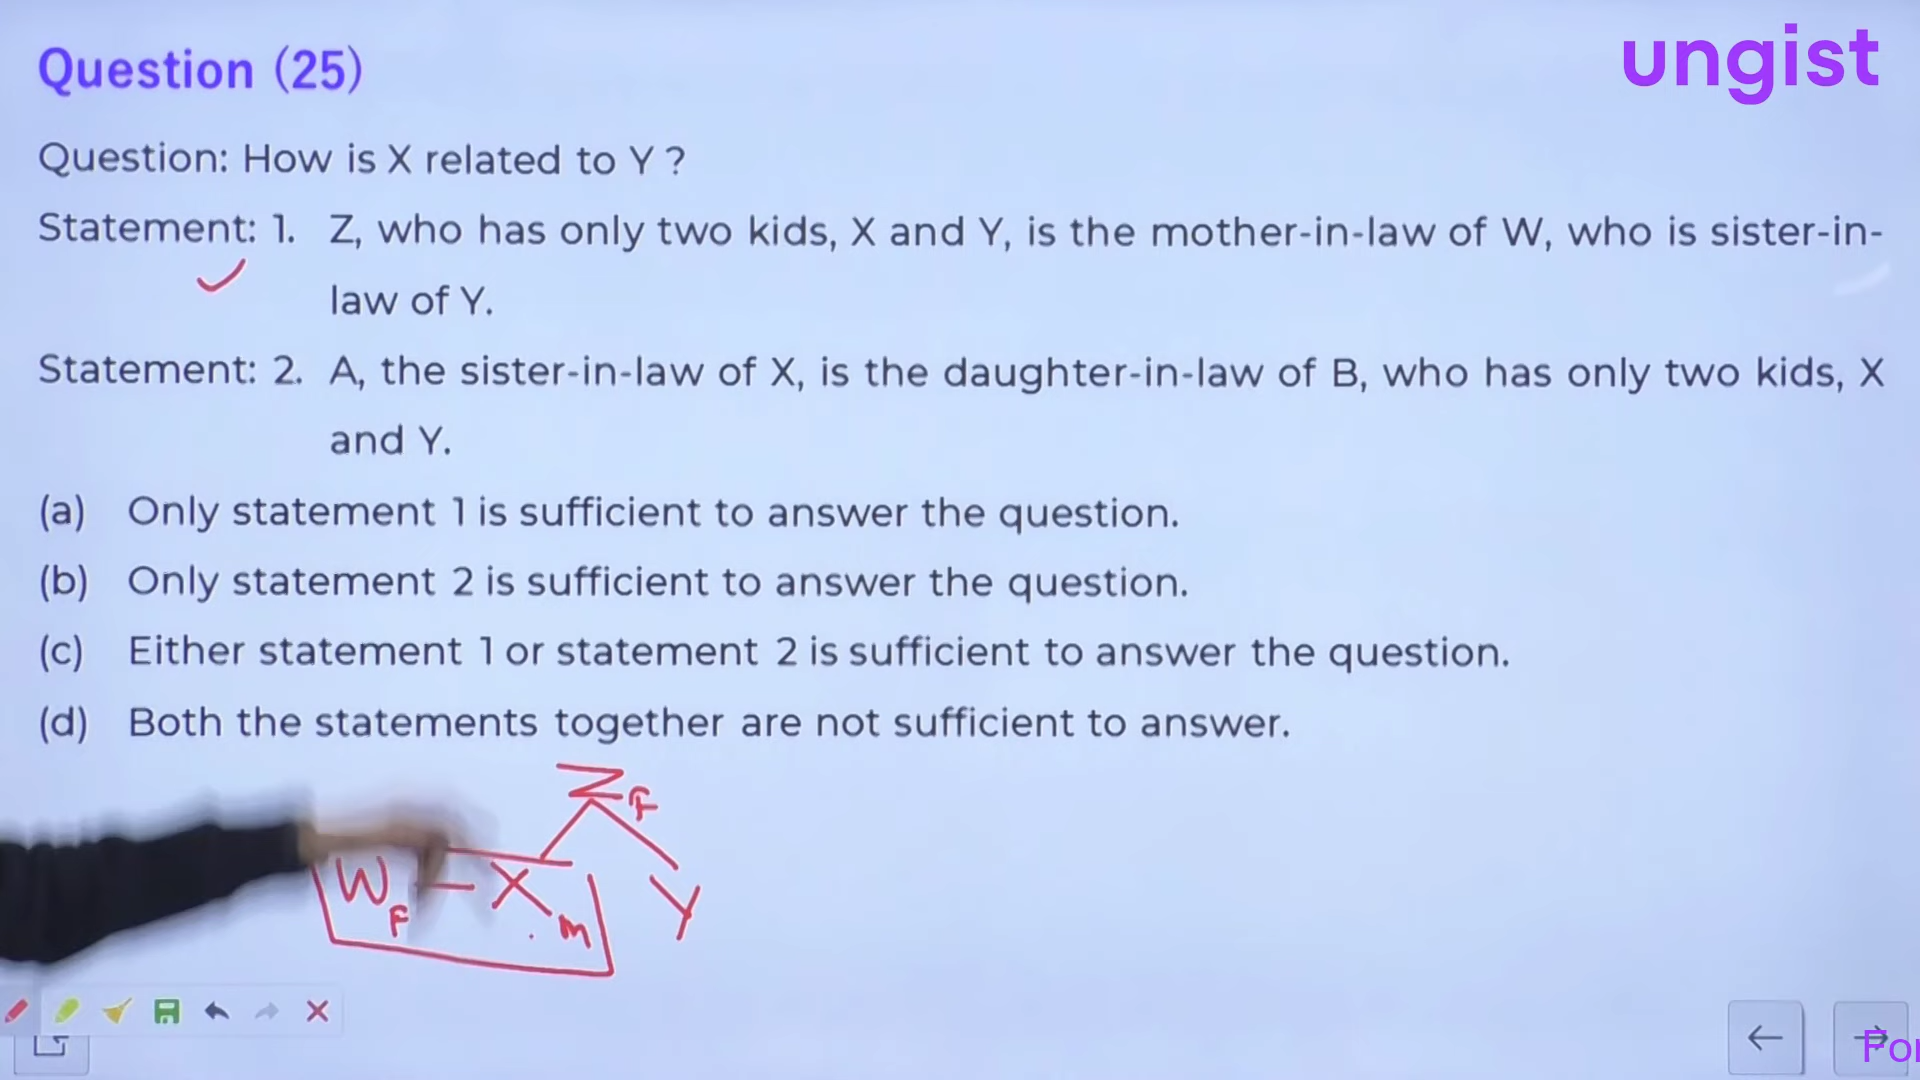 Question (25)
ungist
Question: How is X related to Y ?
Statement: 1. Z, who has only two kids, X and Y, is the mother-in-law of W, who is sister-in-
law of Y.
Statement: 2. A, the sister-in-law of X, is the daughter-in-law of B, who has only two kids, X
and Y.
(a) Only statement 1 is sufficient to answer the question.
(b) Only statement 2 is sufficient to answer the question.
(c) Either statement 1 or statement 2 is sufficient to answer the question.
(d) Both the statements together are not sufficient to answer.
Z F
W F X m Y
For